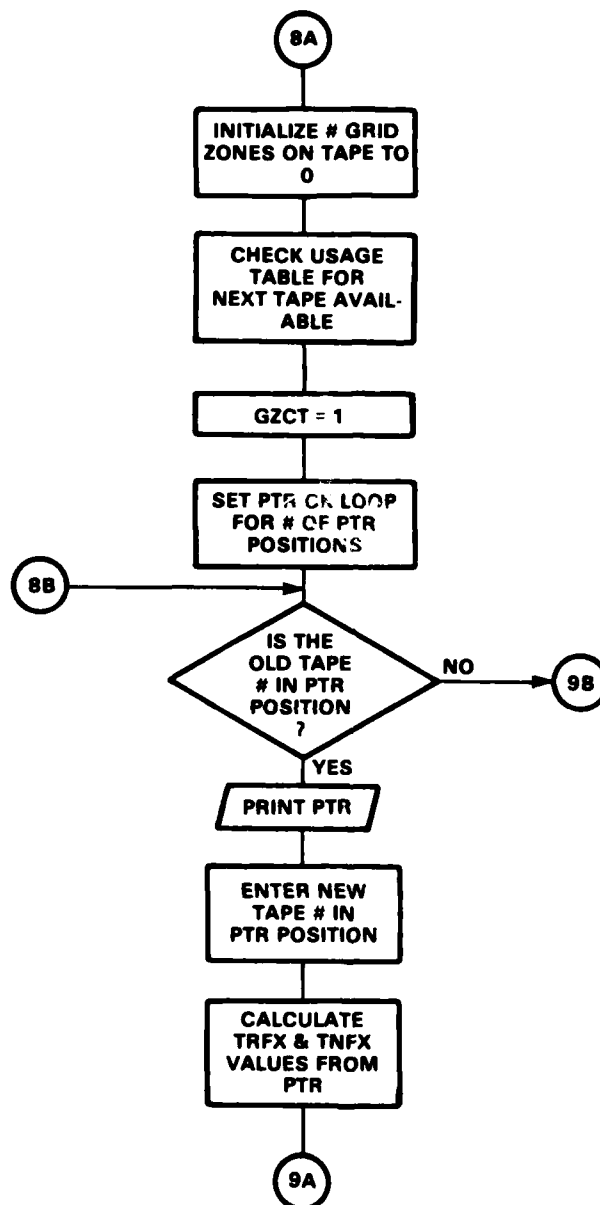 8A
INITIALIZE # GRID
ZONES ON TAPE TO
0
CHECK USAGE
TABLE FOR
NEXT TAPE AVAIL-
ABLE
GZCT = 1
SET PTR CK LOOP
FOR # OF PTR
POSITIONS
8B
IS THE
OLD TAPE
# IN PTR
POSITION
?
NO
9B
YES
PRINT PTR
ENTER NEW
TAPE # IN
PTR POSITION
CALCULATE
TRFX & TNFX
VALUES FROM
PTR
9A